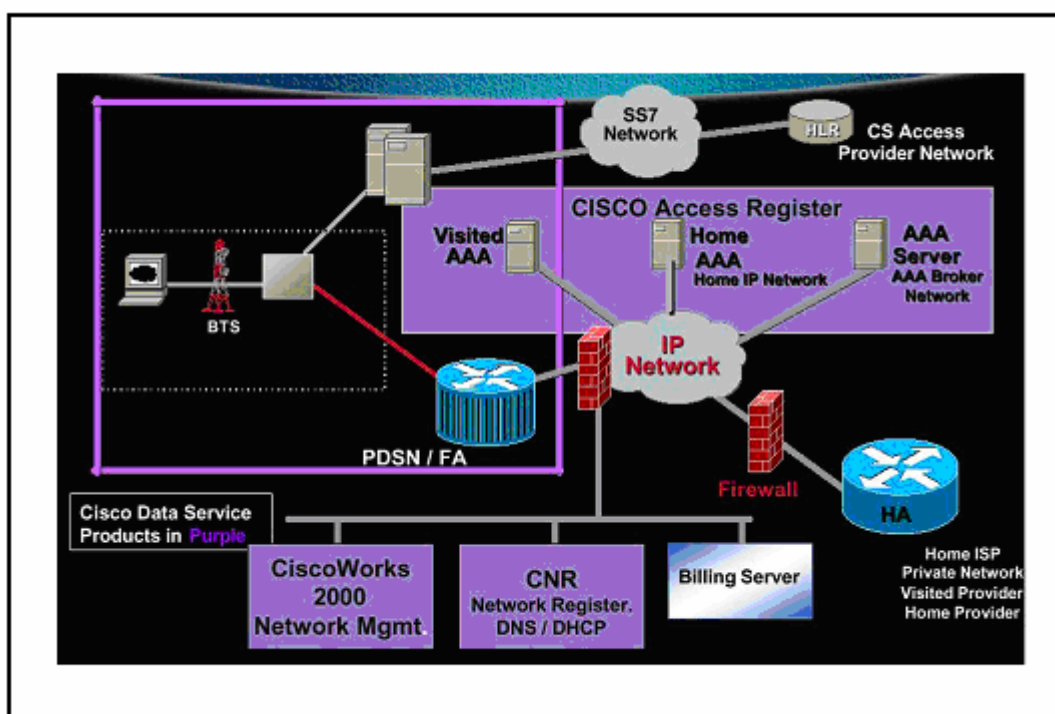 SS7
Network
HLR
CS Access
Provider Network
CISCO Access Register
Visited
AAA
Home
AAA
Home IP Network
AAA
Server
AAA Broker
Network
BTS
IP
Network
PDSN / FA
Firewall
HA
Cisco Data Service
Products in Purple
Home ISP
Private Network
Visited Provider
Home Provider
CiscoWorks
2000
Network Mgmt.
CNR
Network Register.
DNS / DHCP
Billing Server